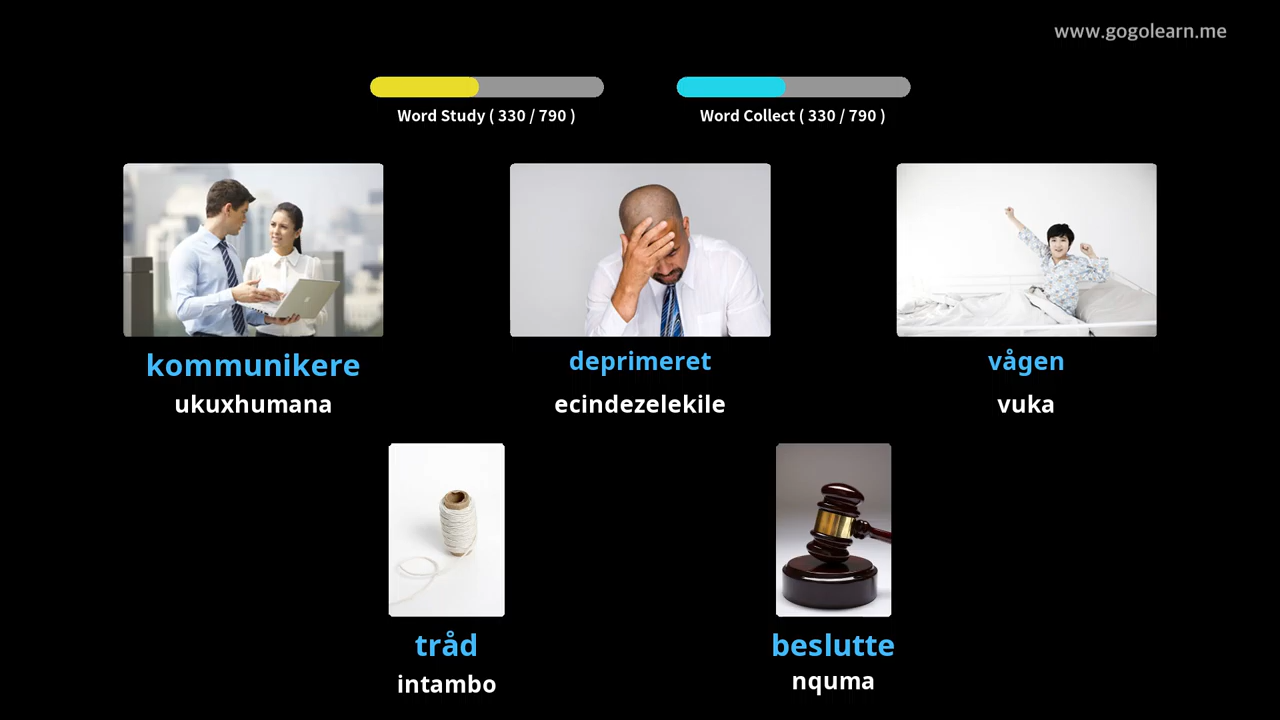 www.gogolearn.me
Word Study ( 330 / 790 )
Word Collect ( 330 / 790 )
kommunikere
ukuxhumana
deprimeret
ecindezelekile
vågen
vuka
tråd
intambo
beslutte
nquma